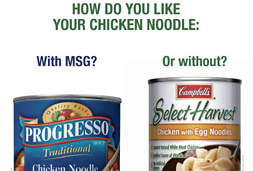 HOW DO YOU LIKE
YOUR CHICKEN NOODLE:
With MSG?
Or without?
PROGRESSO
Traditional
Chicken Noodle
Campbell's
Select Harvest
Chicken with Egg Noodles